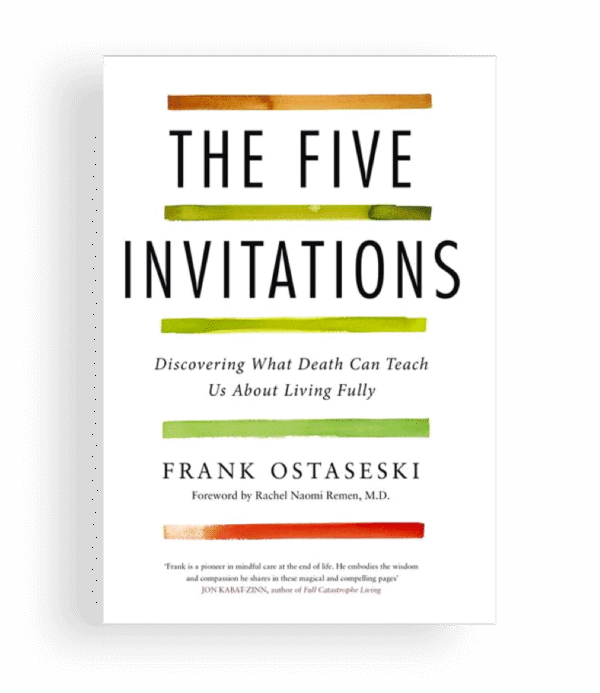 THE FIVE
INVITATIONS
Discovering What Death Can Teach
Us About Living Fully
FRANK OSTASESKI
Foreword by Rachel Naomi Remen, M.D.
'Frank is a pioneer in mindful care at the end of life. He embodies the wisdom
and compassion he shares in these magical and compelling pages'
JON KABAT-ZINN, author of Full Catastrophe Living